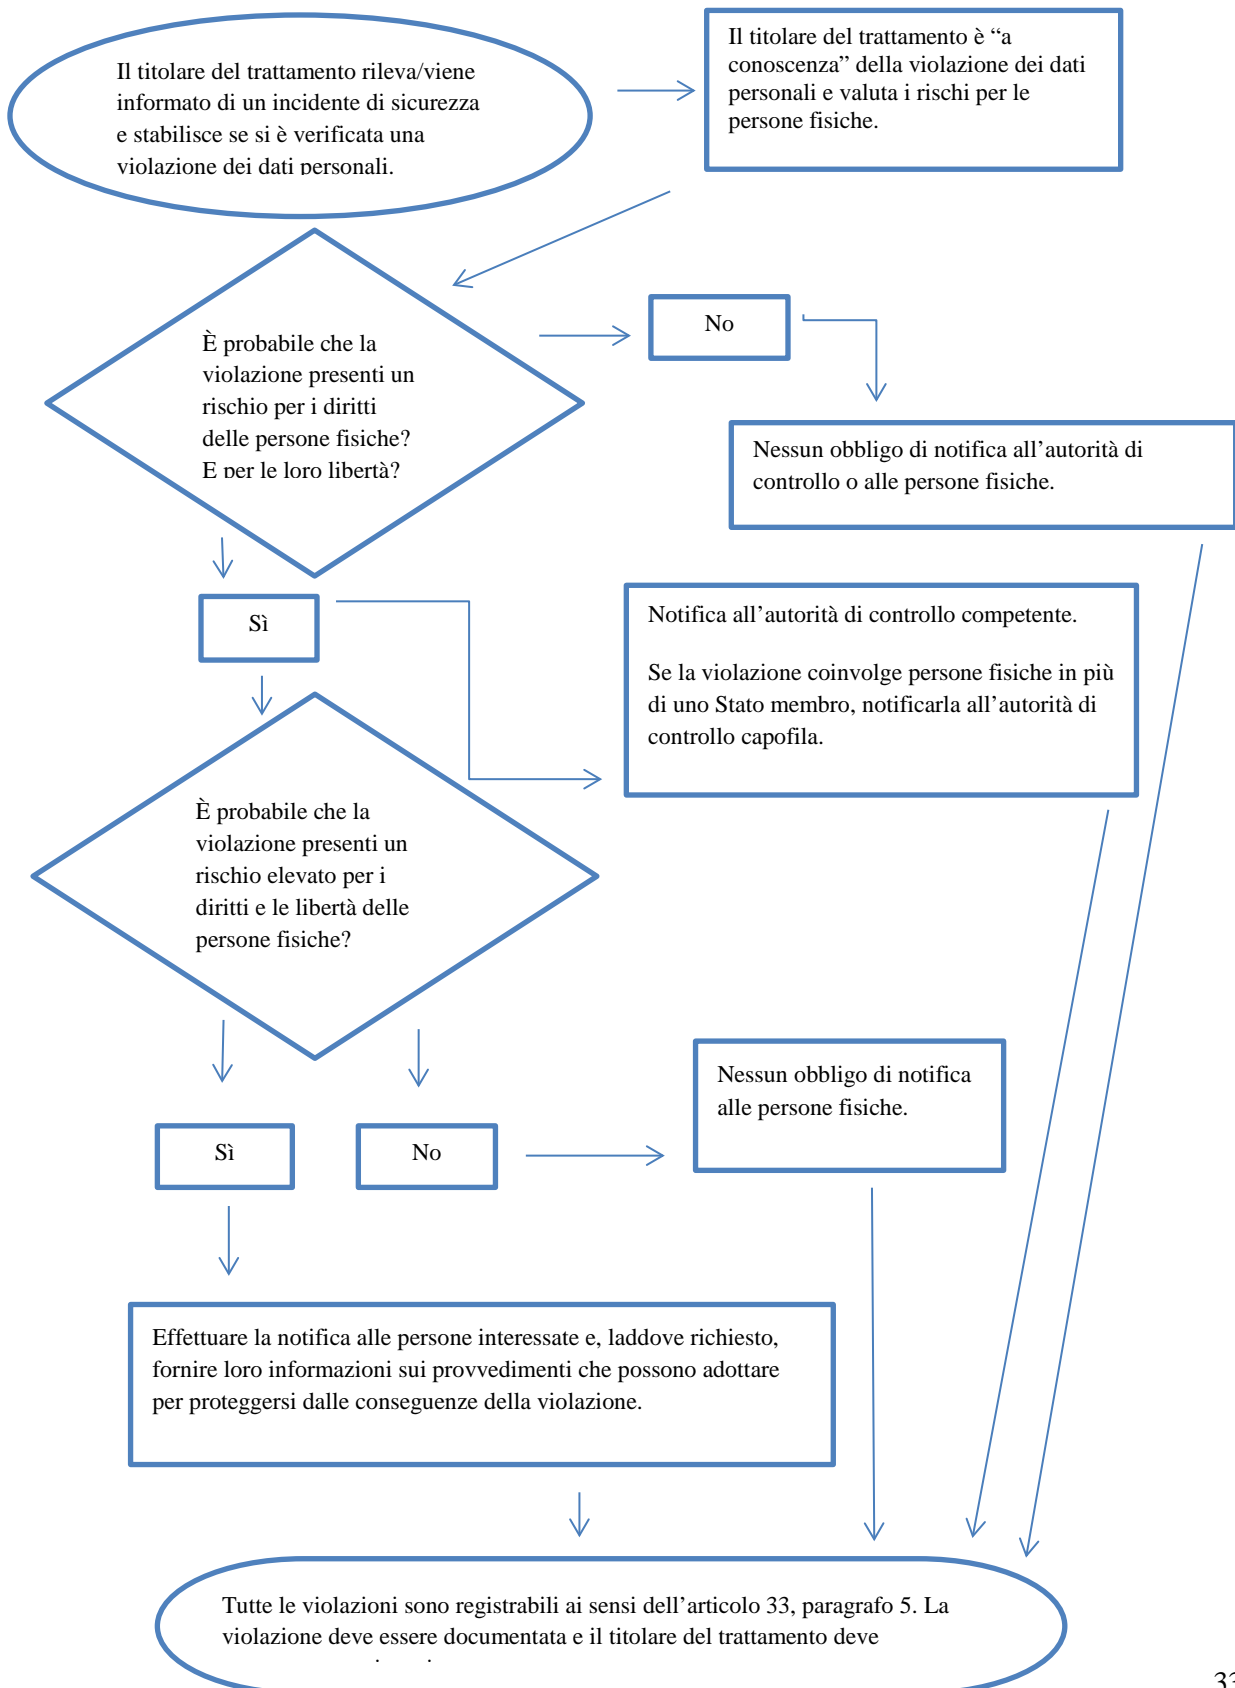 Il titolare del trattamento rileva/viene
informato di un incidente di sicurezza
e stabilisce se si è verificata una
violazione dei dati personali.
Il titolare del trattamento è “a
conoscenza” della violazione dei dati
personali e valuta i rischi per le
persone fisiche.
È probabile che la
violazione presenti un
rischio per i diritti
delle persone fisiche?
E per le loro libertà?
No
Nessun obbligo di notifica all’autorità di
controllo o alle persone fisiche.
Sì
Notifica all’autorità di controllo competente.
Se la violazione coinvolge persone fisiche in più
di uno Stato membro, notificarla all’autorità di
controllo capofila.
È probabile che la
violazione presenti un
rischio elevato per i
diritti e le libertà delle
persone fisiche?
Sì
No
Nessun obbligo di notifica
alle persone fisiche.
Effettuare la notifica alle persone interessate e, laddove richiesto,
fornire loro informazioni sui provvedimenti che possono adottare
per proteggersi dalle conseguenze della violazione.
Tutte le violazioni sono registrabili ai sensi dell’articolo 33, paragrafo 5. La
violazione deve essere documentata e il titolare del trattamento deve
33